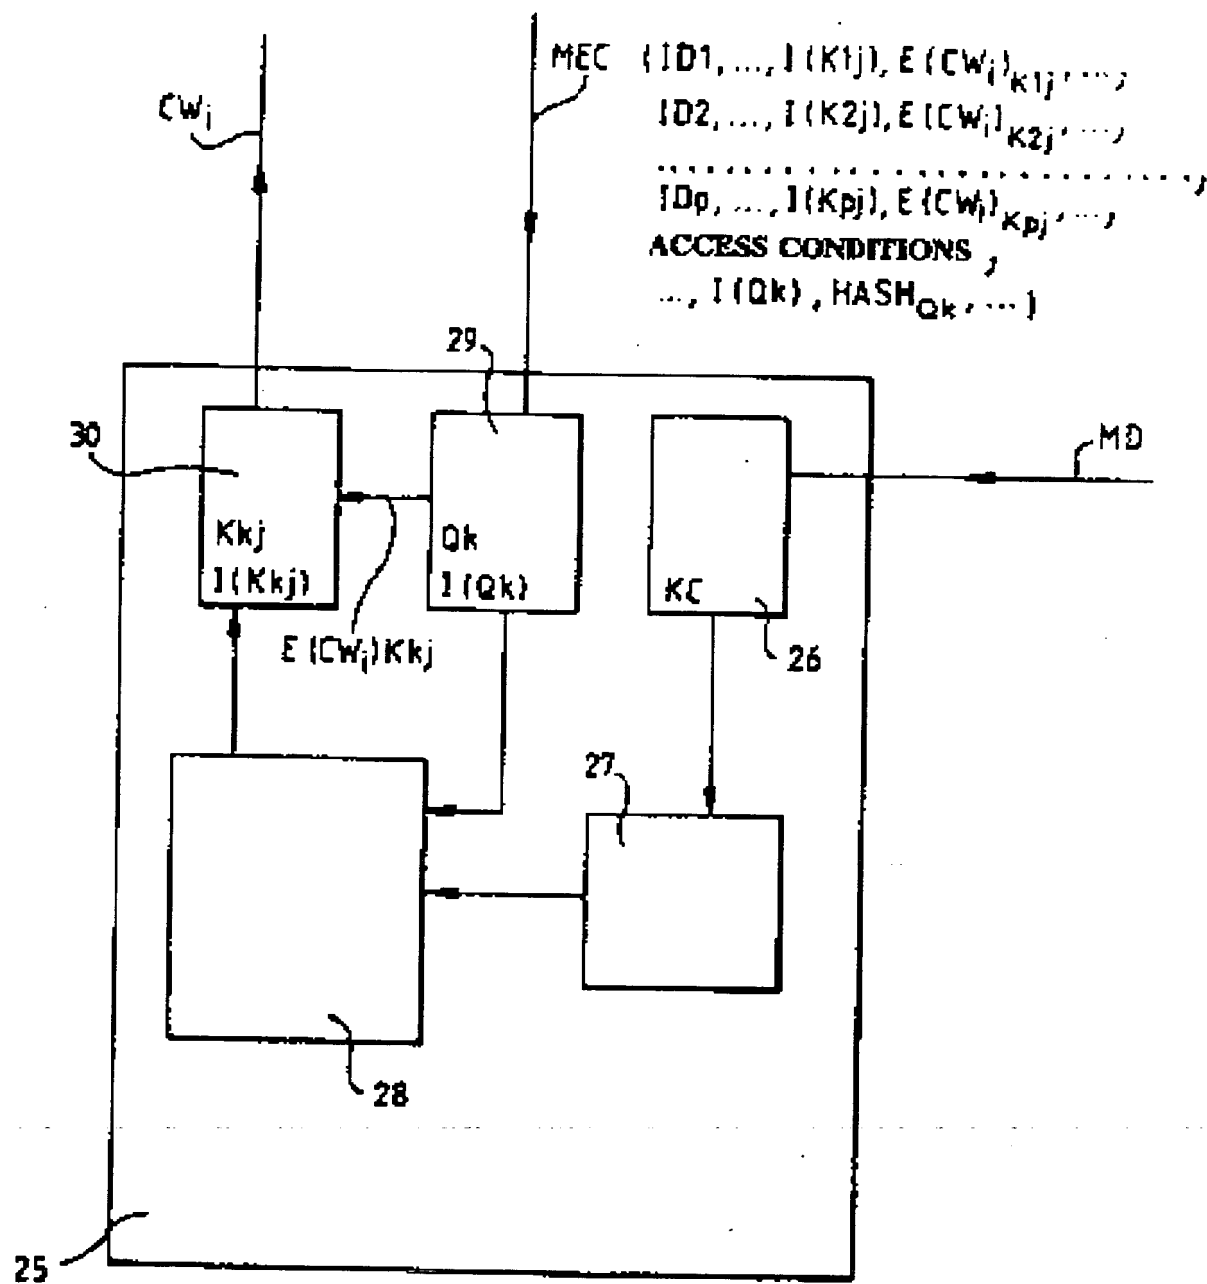 MEC (ID1, ..., I(K1j), E(CWi)K1j, ...,
CWi
ID2, ..., I(K2j), E(CWi)K2j, ...,
..............................,
IDp, ..., I(Kpj), E(CWi)Kpj, ...,
ACCESS CONDITIONS ,
..., I(Qk), HASHQk, ...)
29
30
MD
Kkj
I(Kkj)
Qk
I(Qk)
KC
E(CWi)Kkj
26
27
28
25